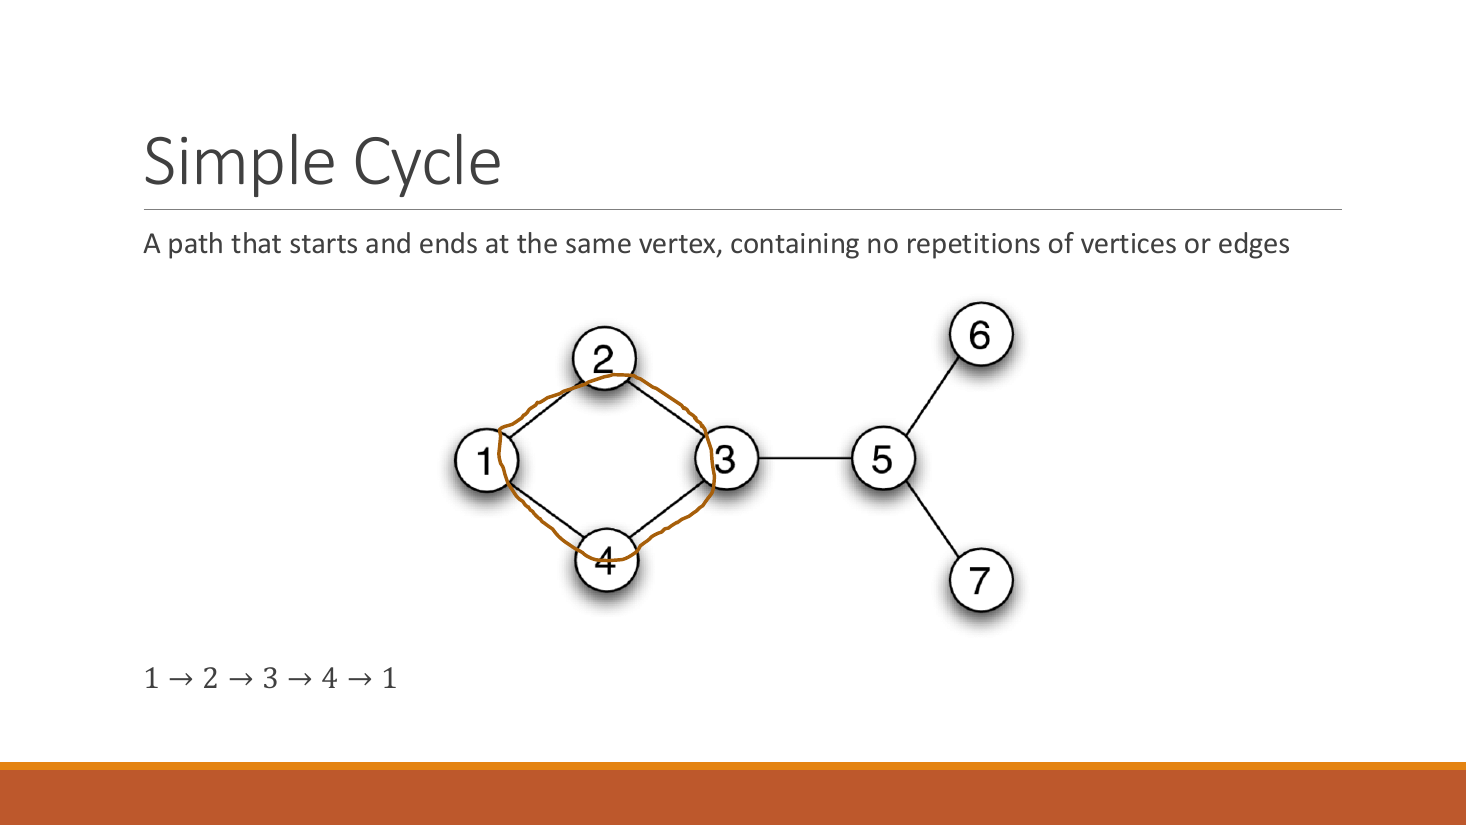 Simple Cycle
A path that starts and ends at the same vertex, containing no repetitions of vertices or edges
6
2
1
3
5
4
7
1 → 2 → 3 → 4 → 1